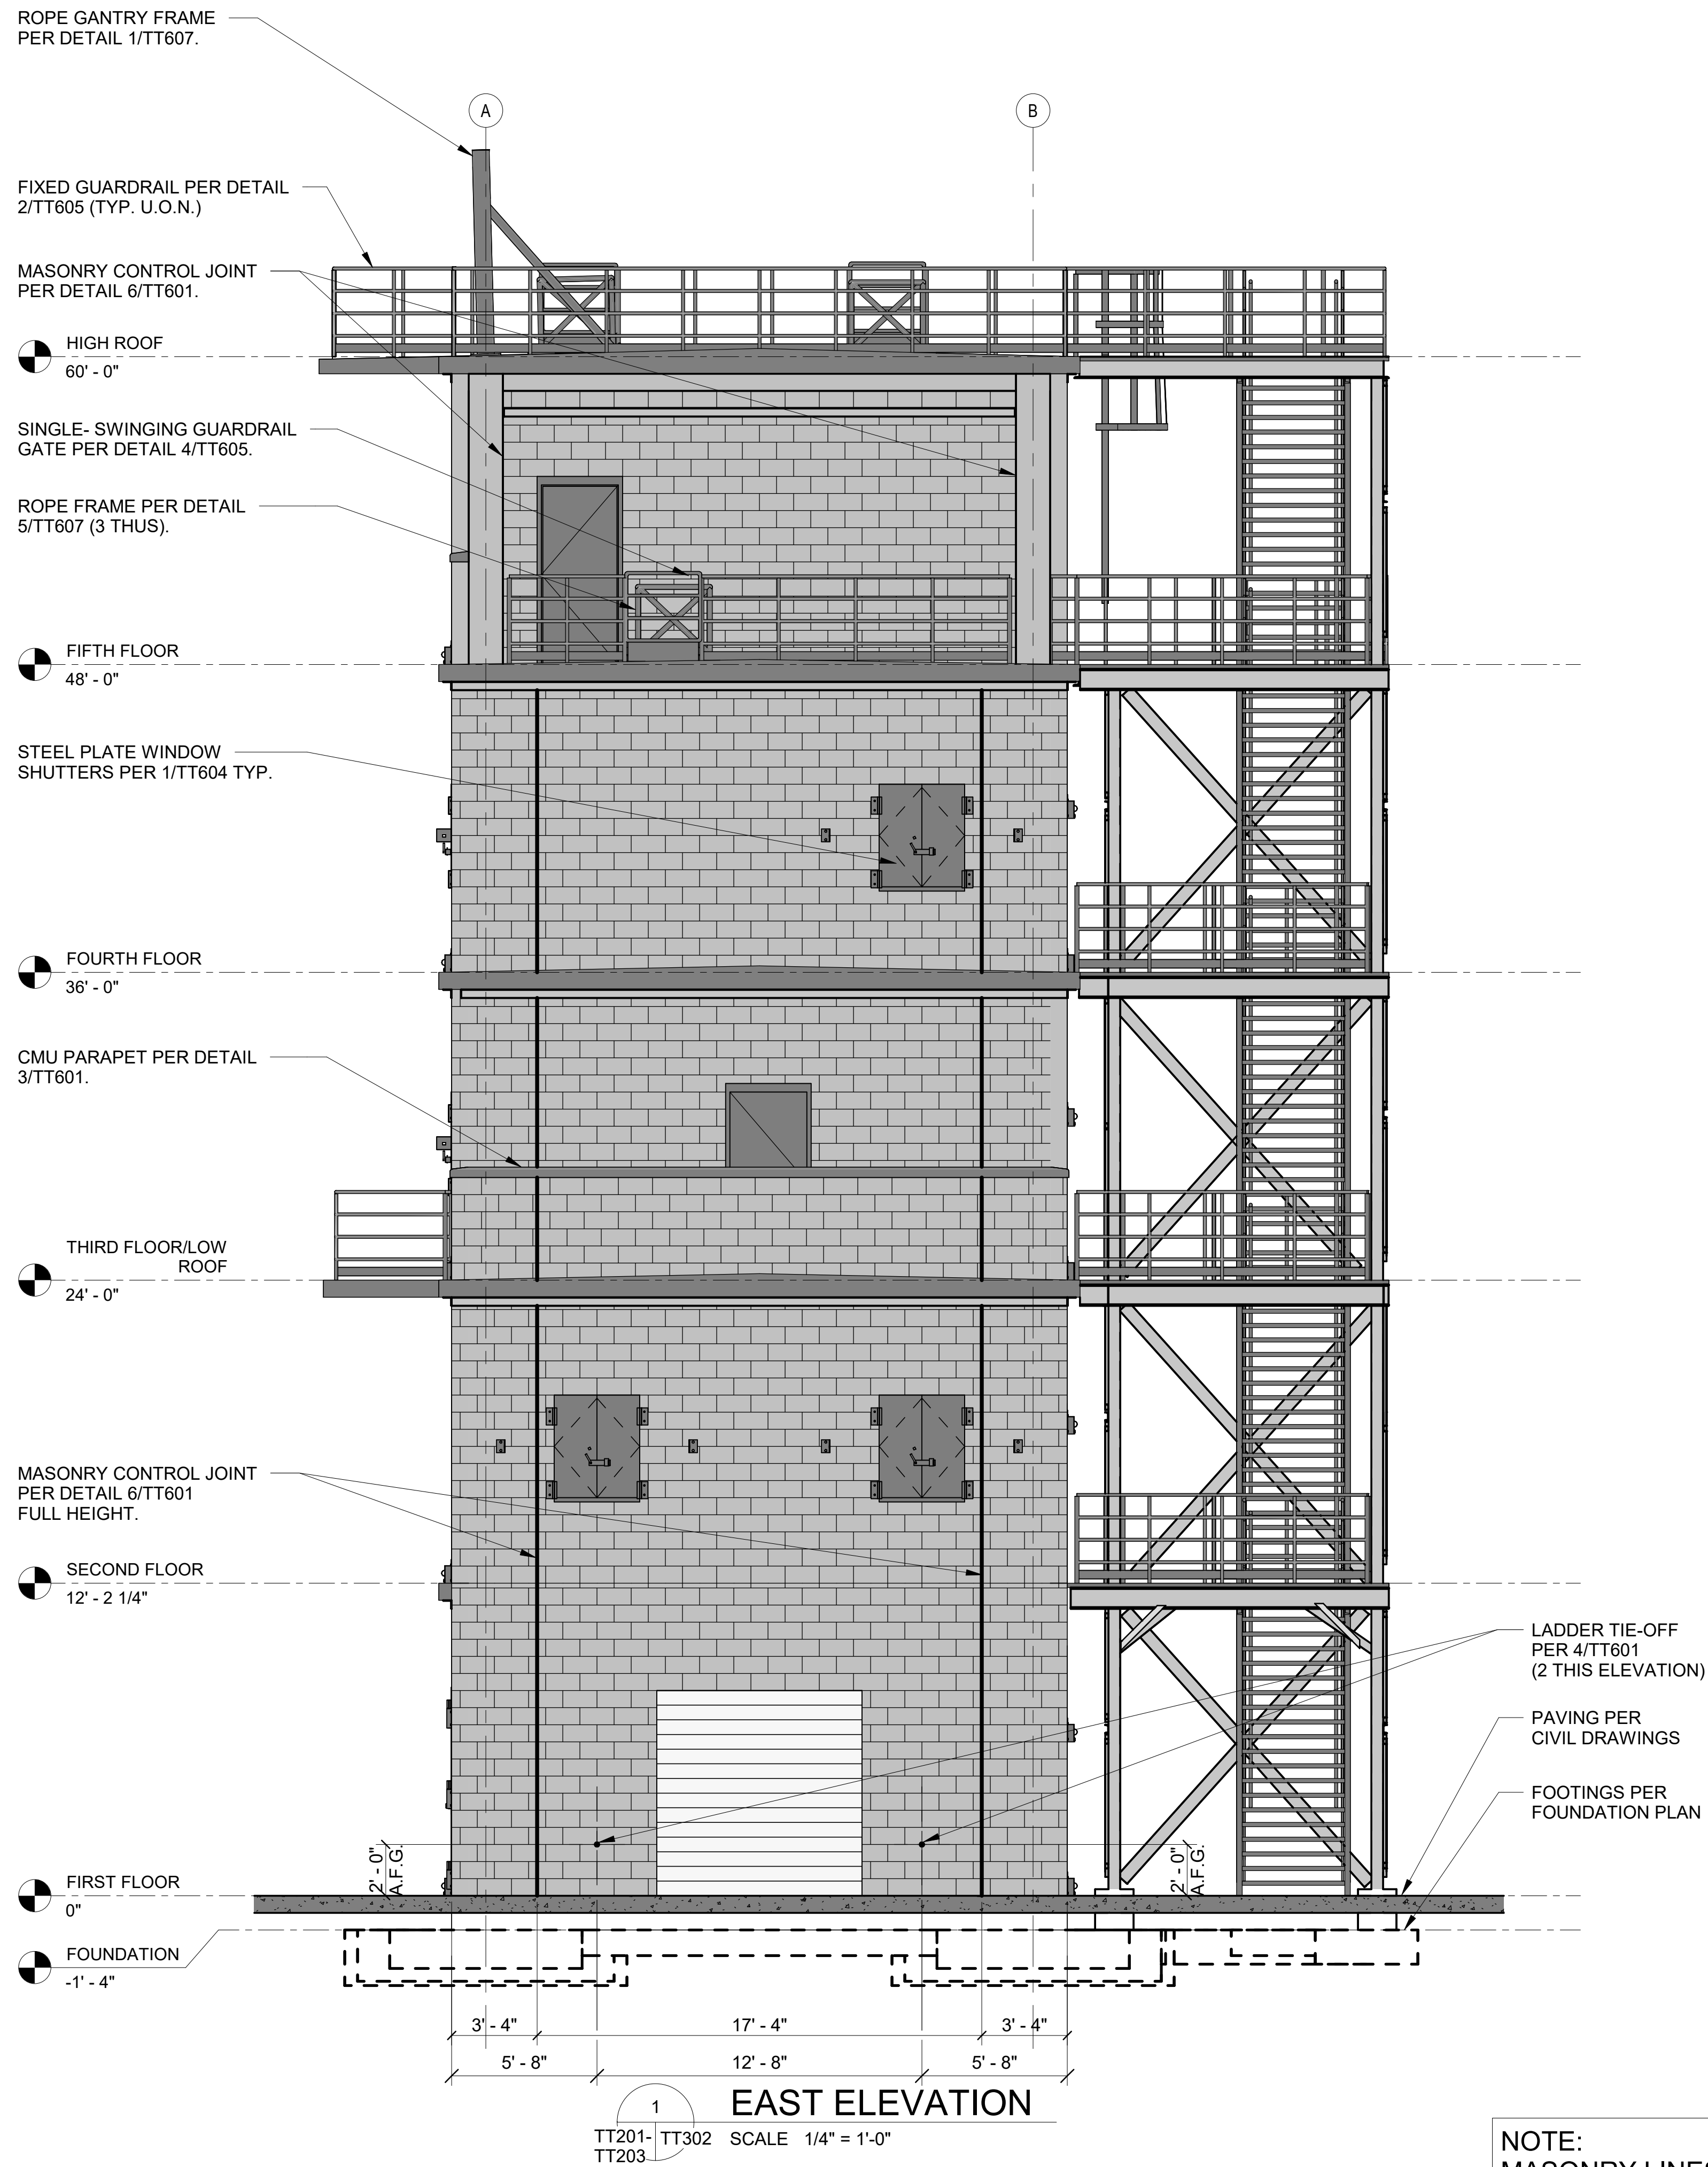 ROPE GANTRY FRAME
PER DETAIL 1/TT607.
A
B
FIXED GUARDRAIL PER DETAIL
2/TT605 (TYP. U.O.N.)
MASONRY CONTROL JOINT
PER DETAIL 6/TT601.
HIGH ROOF
60' - 0"
SINGLE- SWINGING GUARDRAIL
GATE PER DETAIL 4/TT605.
ROPE FRAME PER DETAIL
5/TT607 (3 THUS).
FIFTH FLOOR
48' - 0"
STEEL PLATE WINDOW
SHUTTERS PER 1/TT604 TYP.
FOURTH FLOOR
36' - 0"
CMU PARAPET PER DETAIL
3/TT601.
THIRD FLOOR/LOW
ROOF
24' - 0"
MASONRY CONTROL JOINT
PER DETAIL 6/TT601
FULL HEIGHT.
SECOND FLOOR
12' - 2 1/4"
LADDER TIE-OFF
PER 4/TT601
(2 THIS ELEVATION)
PAVING PER
CIVIL DRAWINGS
FOOTINGS PER
FOUNDATION PLAN
2' - 0"
A.F.G.
2' - 0"
A.F.G.
FIRST FLOOR
0"
FOUNDATION
-1' - 4"
3' - 4" 17' - 4" 3' - 4"
5' - 8" 12' - 8" 5' - 8"
1
EAST ELEVATION
TT201-
TT203
TT302
SCALE 1/4" = 1'-0"
NOTE: